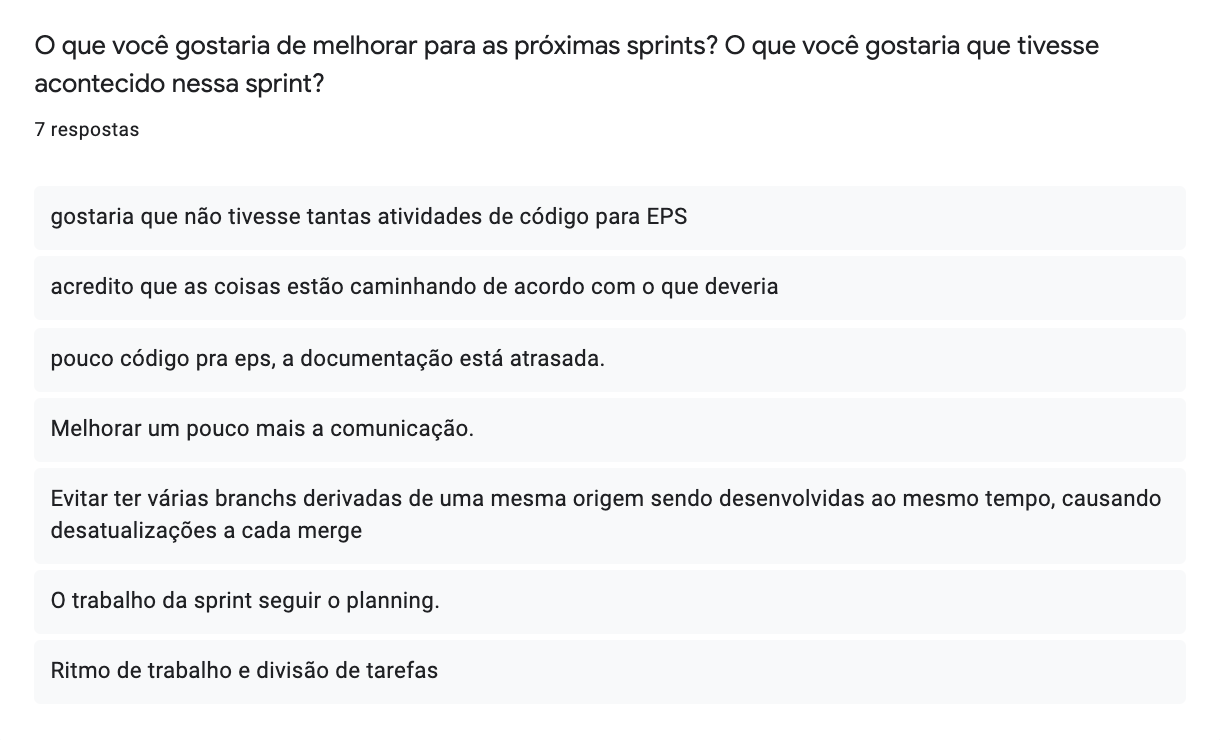 O que você gostaria de melhorar para as próximas sprints? O que você gostaria que tivesse
acontecido nessa sprint?
7 respostas
gostaria que não tivesse tantas atividades de código para EPS
acredito que as coisas estão caminhando de acordo com o que deveria
pouco código pra eps, a documentação está atrasada.
Melhorar um pouco mais a comunicação.
Evitar ter várias branchs derivadas de uma mesma origem sendo desenvolvidas ao mesmo tempo, causando
desatualizações a cada merge
O trabalho da sprint seguir o planning.
Ritmo de trabalho e divisão de tarefas